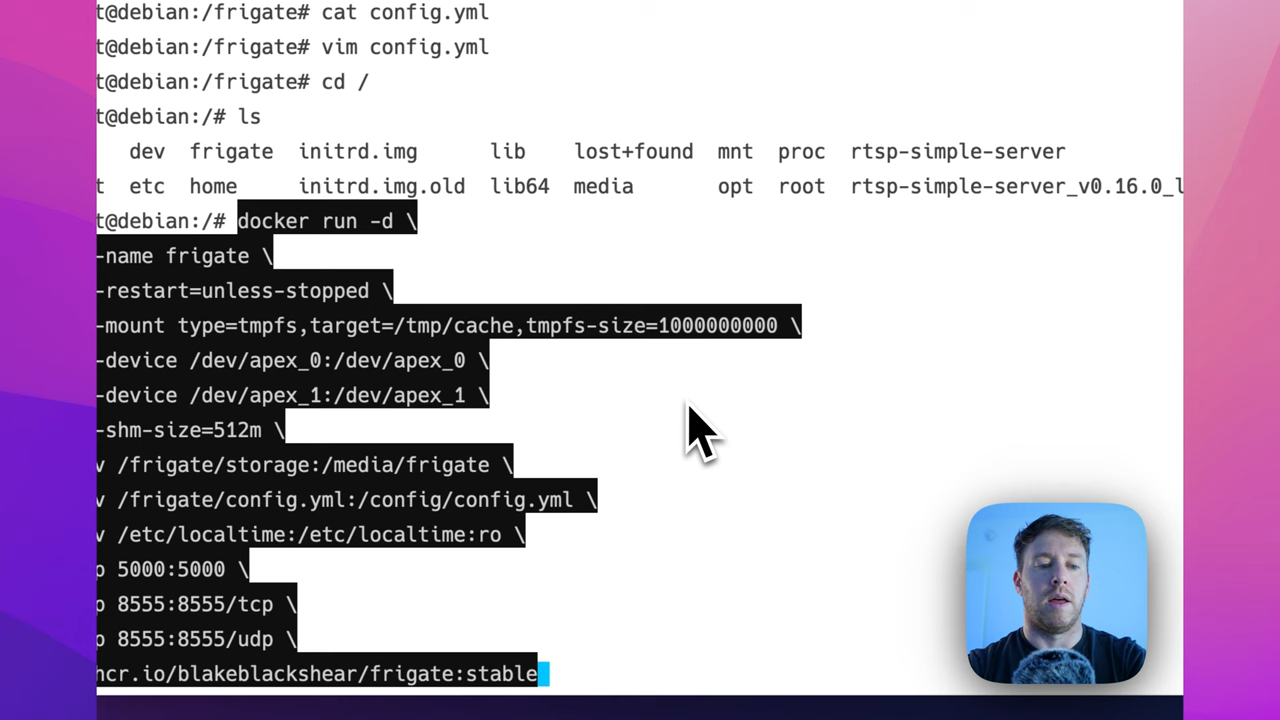 t@debian:/frigate# cat config.yml
t@debian:/frigate# vim config.yml
t@debian:/frigate# cd /
t@debian:/# ls
dev frigate initrd.img lib lost+found mnt proc rtsp-simple-server
t etc home initrd.img.old lib64 media opt root rtsp-simple-server_v0.16.0_l
t@debian:/# docker run -d \
-name frigate \
-restart=unless-stopped \
-mount type=tmpfs,target=/tmp/cache,tmpfs-size=1000000000 \
-device /dev/apex_0:/dev/apex_0 \
-device /dev/apex_1:/dev/apex_1 \
-shm-size=512m \
v /frigate/storage:/media/frigate \
v /frigate/config.yml:/config/config.yml \
v /etc/localtime:/etc/localtime:ro \
p 5000:5000 \
p 8555:8555/tcp \
p 8555:8555/udp \
hcr.io/blakeblackshear/frigate:stable